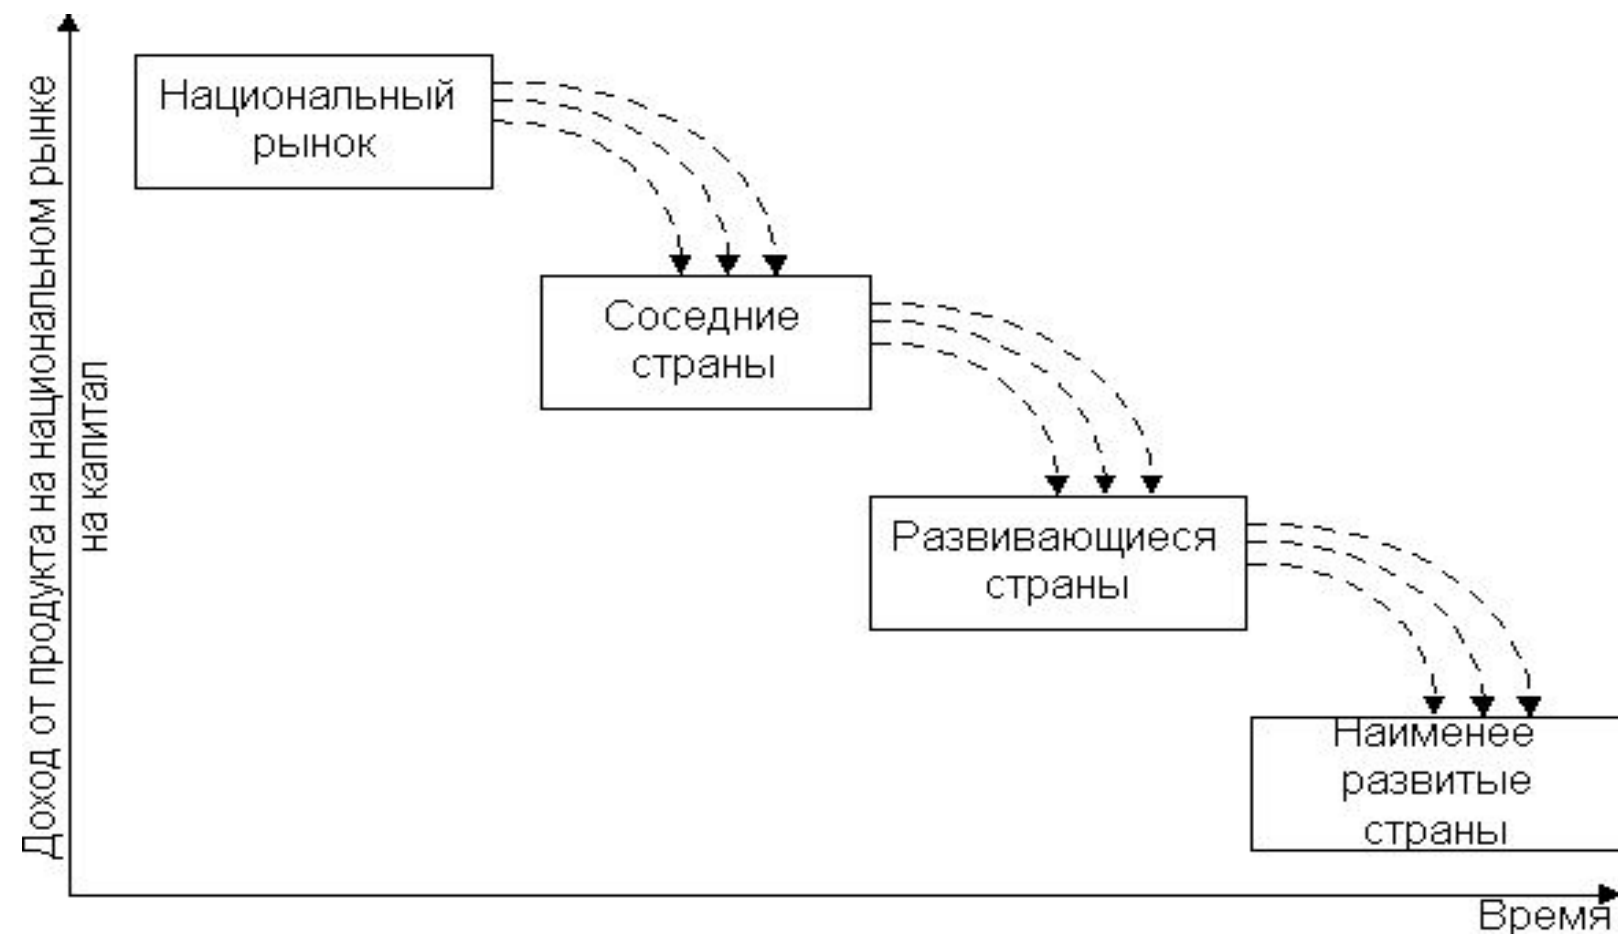 Доход от продукта на национальном рынке
на капитал
Национальный
рынок
Соседние
страны
Развивающиеся
страны
Наименее
развитые
страны
Время